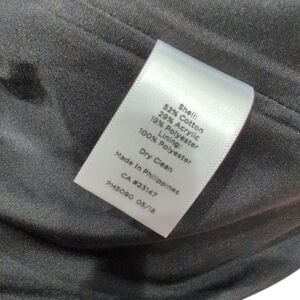 Shell:
52% Cotton
29% Acrylic
19% Polyester
Lining:
100% Polyester
Dry Clean
Made in Philippines
CA #23147
PHS090 05/18